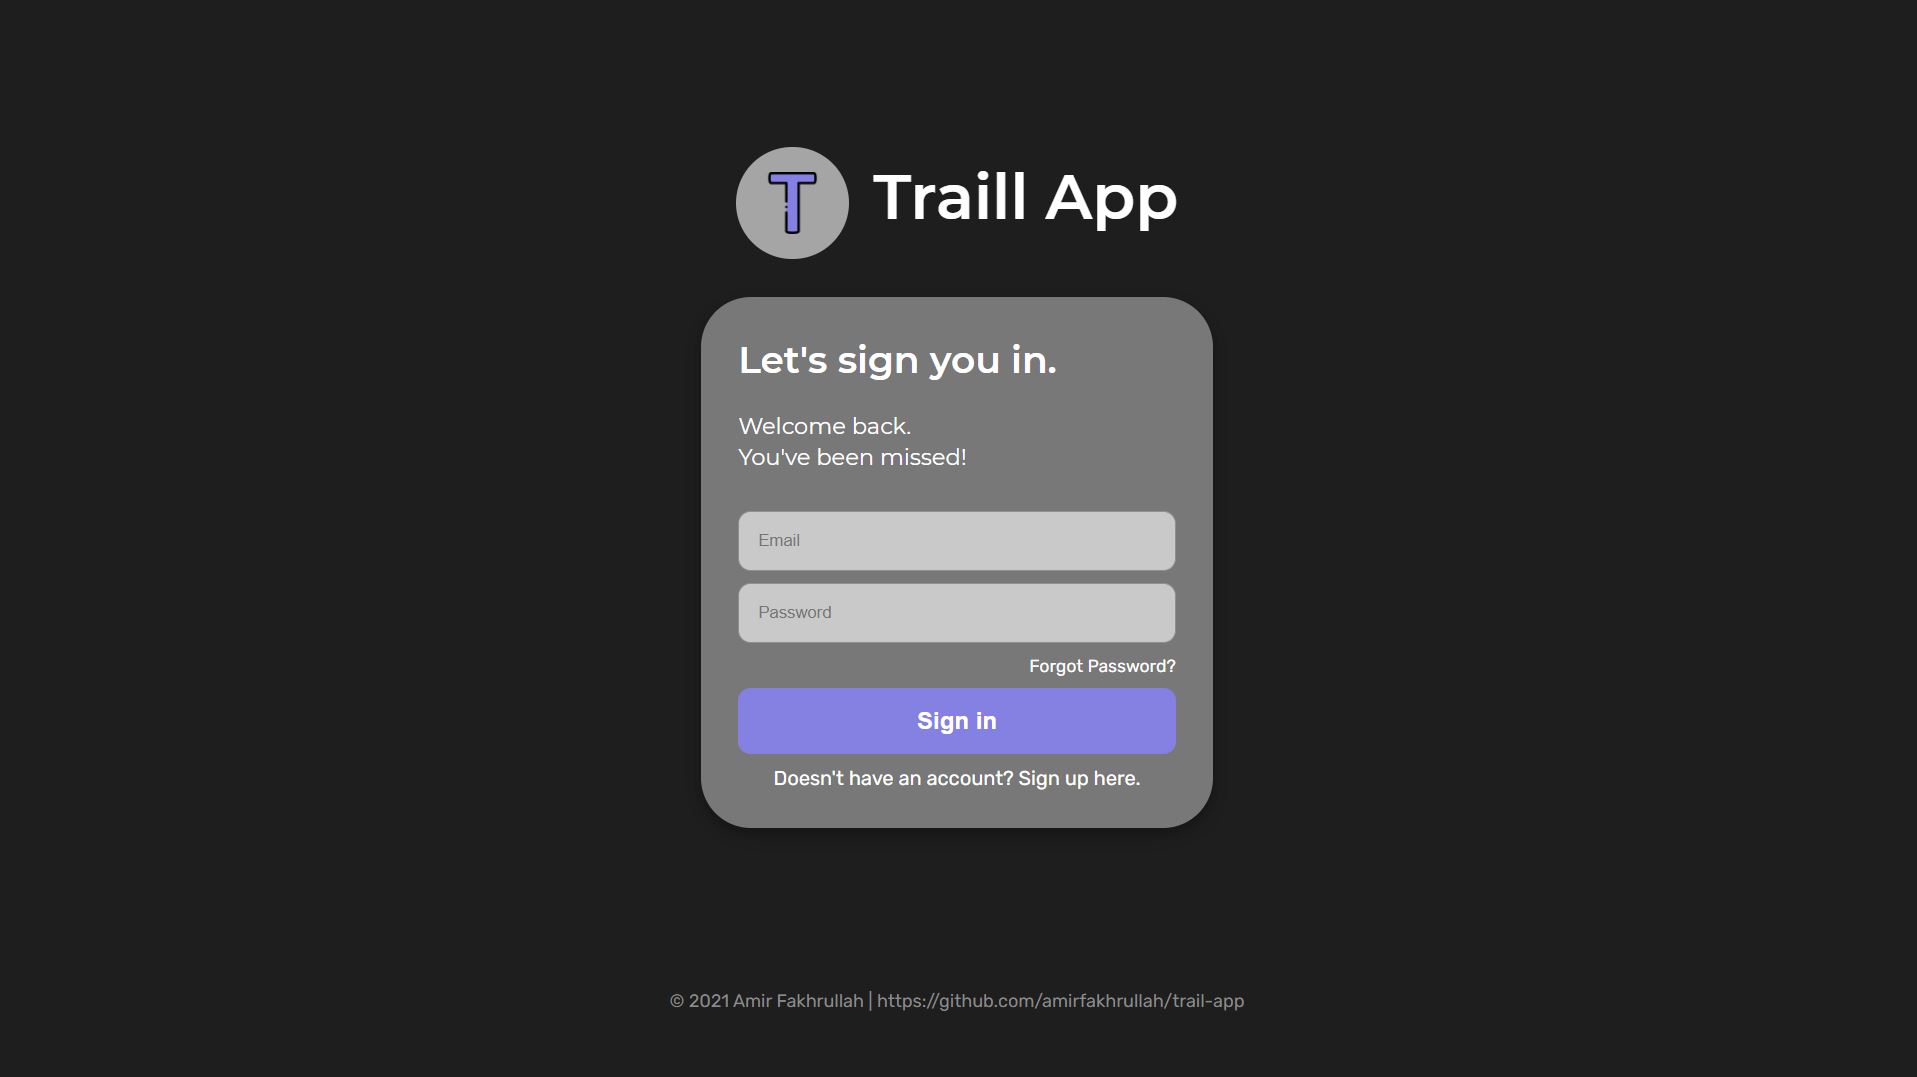 T
Traill App
Let's sign you in.
Welcome back.
You've been missed!
Email
Password
Forgot Password?
Sign in
Doesn't have an account? Sign up here.
© 2021 Amir Fakhrullah | https://github.com/amirfakhrullah/trail-app